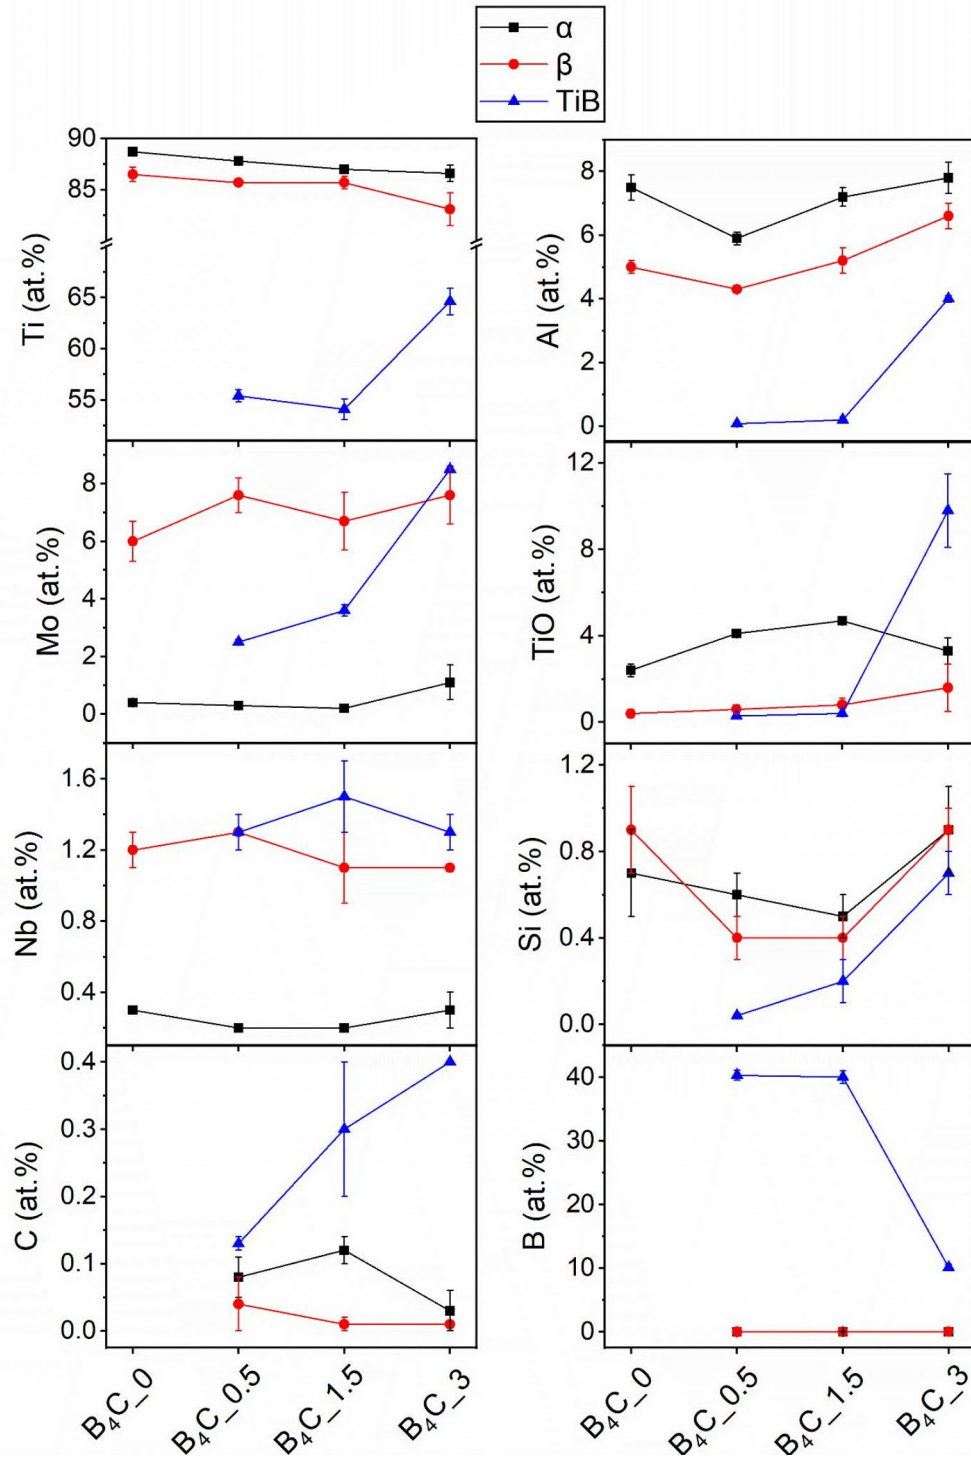 α
β
TiB
90
85
65
60
55
Ti (at.%)
8
6
4
2
0
Al (at.%)
8
6
4
2
0
Mo (at.%)
12
8
4
0
TiO (at.%)
1.6
1.2
0.8
0.4
Nb (at.%)
1.2
0.8
0.4
0.0
Si (at.%)
0.4
0.3
0.2
0.1
0.0
C (at.%)
40
30
20
10
0
B (at.%)
B₄C_0
B₄C_0.5
B₄C_1.5
B₄C_3
B₄C_0
B₄C_0.5
B₄C_1.5
B₄C_3